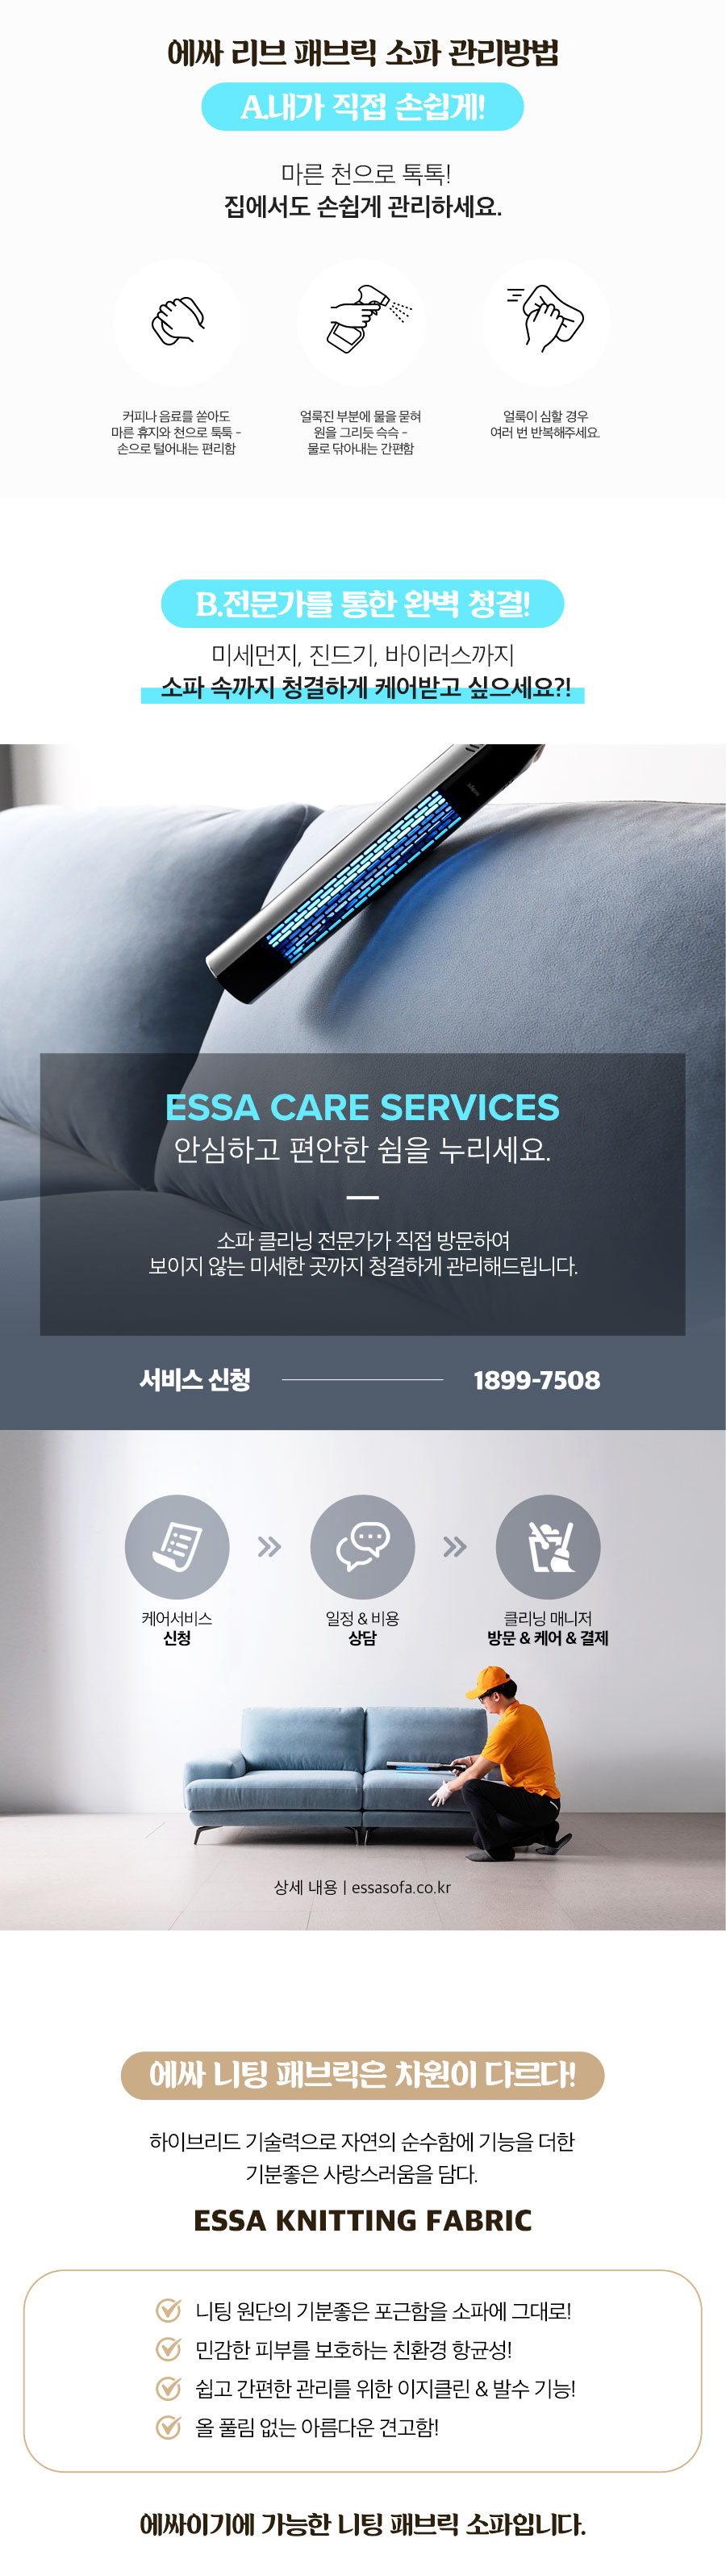 에싸 리브 패브릭 소파 관리방법
A.내가 직접 손쉽게!
마른 천으로 톡톡!
집에서도 손쉽게 관리하세요.
커피나 음료를 쏟아도
마른 휴지와 천으로 툭툭 -
손으로 털어내는 편리함
얼룩진 부분에 물을 묻혀
원을 그리듯 슥슥 -
물로 닦아내는 간편함
얼룩이 심할 경우
여러 번 반복해주세요.
B.전문가를 통한 완벽 청결!
미세먼지, 진드기, 바이러스까지
소파 속까지 청결하게 케어받고 싶으세요?!
ESSA CARE SERVICES
안심하고 편안한 쉼을 누리세요.
소파 클리닝 전문가가 직접 방문하여
보이지 않는 미세한 곳까지 청결하게 관리해드립니다.
서비스 신청 1899-7508
케어서비스
신청
일정 & 비용
상담
클리닝 매니저
방문 & 케어 & 결제
상세 내용 | essasofa.co.kr
에싸 니팅 패브릭은 차원이 다르다!
하이브리드 기술력으로 자연의 순수함에 기능을 더한
기분좋은 사랑스러움을 담다.
ESSA KNITTING FABRIC
니팅 원단의 기분좋은 포근함을 소파에 그대로!
민감한 피부를 보호하는 친환경 항균성!
쉽고 간편한 관리를 위한 이지클린 & 발수 기능!
올 풀림 없는 아름다운 견고함!
에싸이기에 가능한 니팅 패브릭 소파입니다.